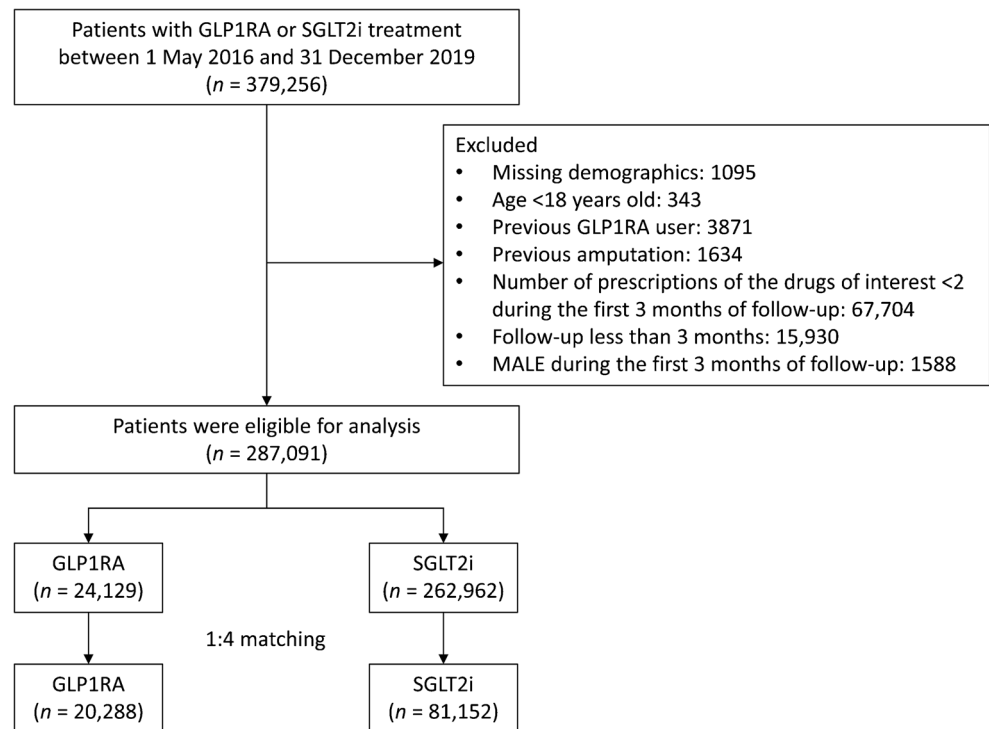 Patients with GLP1RA or SGLT2i treatment
between 1 May 2016 and 31 December 2019
(n = 379,256)
Excluded
• Missing demographics: 1095
• Age <18 years old: 343
• Previous GLP1RA user: 3871
• Previous amputation: 1634
• Number of prescriptions of the drugs of interest <2
during the first 3 months of follow-up: 67,704
• Follow-up less than 3 months: 15,930
• MALE during the first 3 months of follow-up: 1588
Patients were eligible for analysis
(n = 287,091)
GLP1RA
(n = 24,129)
SGLT2i
(n = 262,962)
1:4 matching
GLP1RA
(n = 20,288)
SGLT2i
(n = 81,152)